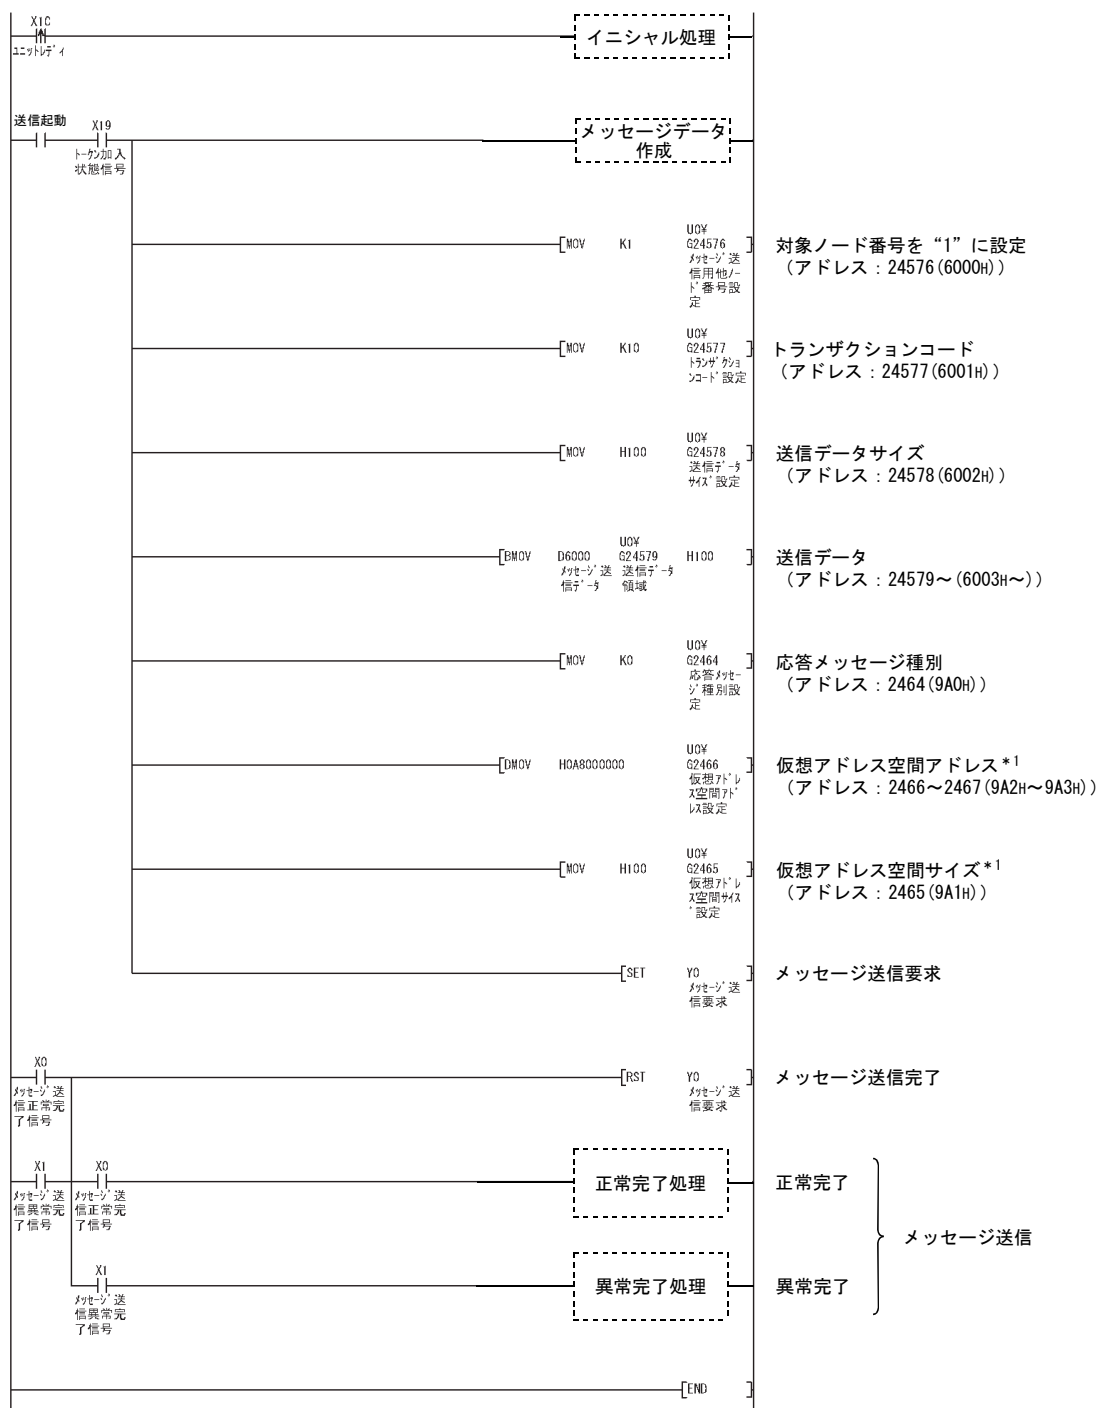 X1C
ﾕﾆｯﾄﾚﾃﾞｨ
イニシャル処理
送信起動
X19
ﾄｰｸﾝ加入
状態信号
メッセージデータ
作成
[MOV K1 U0¥
G24576 ]
ﾒｯｾｰｼﾞ送
信用他ﾉｰ
ﾄﾞ番号設
定
対象ノード番号を“1”に設定
(アドレス:24576(6000H))
[MOV K10 U0¥
G24577 ]
ﾄﾗﾝｻﾞｸｼｮ
ﾝｺｰﾄﾞ設定
トランザクションコード
(アドレス:24577(6001H))
[MOV H100 U0¥
G24578 ]
送信ﾃﾞｰﾀ
ｻｲｽﾞ設定
送信データサイズ
(アドレス:24578(6002H))
[BMOV D6000 U0¥
G24579 H100 ]
ﾒｯｾｰｼﾞ送 送信ﾃﾞｰﾀ
信ﾃﾞｰﾀ 領域
送信データ
(アドレス:24579~(6003H~))
[MOV K0 U0¥
G2464 ]
応答ﾒｯｾｰ
ｼﾞ種別設
定
応答メッセージ種別
(アドレス:2464(9A0H))
[DMOV H0A8000000 U0¥
G2466 ]
仮想ｱﾄﾞﾚ
ｽ空間ｱﾄﾞ
ﾚｽ設定
仮想アドレス空間アドレス*1
(アドレス:2466~2467(9A2H~9A3H))
[MOV H100 U0¥
G2465 ]
仮想ｱﾄﾞﾚ
ｽ空間ｻｲｽ
ﾞ設定
仮想アドレス空間サイズ*1
(アドレス:2465(9A1H))
[SET Y0 ]
ﾒｯｾｰｼﾞ送
信要求
メッセージ送信要求
X0
ﾒｯｾｰｼﾞ送
信正常完
了信号
[RST Y0 ]
ﾒｯｾｰｼﾞ送
信要求
メッセージ送信完了
X1 X0
ﾒｯｾｰｼﾞ送 ﾒｯｾｰｼﾞ送
信異常完 信正常完
了信号 了信号
正常完了処理
正常完了
メッセージ送信
X1
ﾒｯｾｰｼﾞ送
信異常完
了信号
異常完了処理
異常完了
[END ]